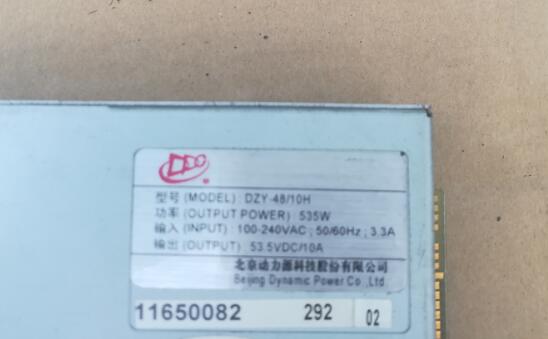 DPC
型号 (MODEL) : DZY-48/10H
功率 (OUTPUT POWER) : 535W
输入 (INPUT) : 100-240VAC ; 50/60Hz ; 3.3A
输出 (OUTPUT) : 53.5VDC/10A
北京动力源科技股份有限公司
Beijing Dynamic Power Co.,Ltd.
11650082 292 02